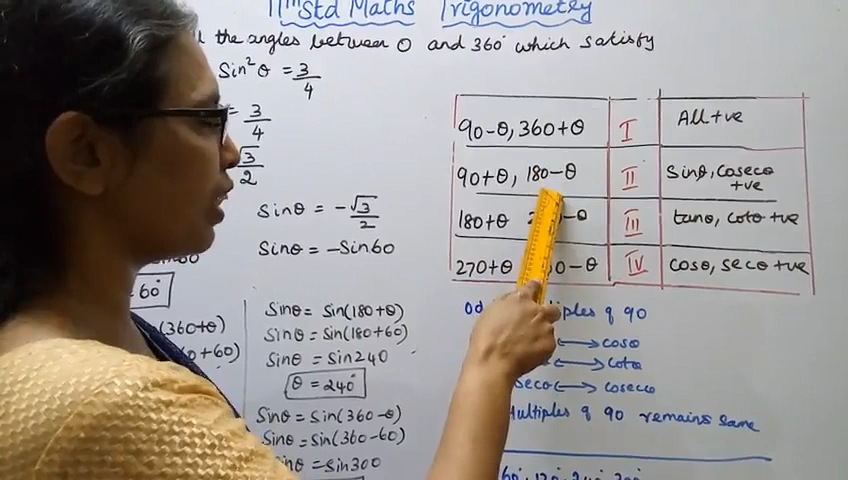 11th Std Maths Trigonometry
the angles between 0 and 360° which satisfy
Sin²θ = 3/4
= 3/4
√3/2
Sinθ = -√3/2
Sinθ = -Sin60
60°
(360+θ)
0+60)
Sinθ = Sin(180+θ)
Sinθ = Sin(180+60)
Sinθ = Sin240
θ = 240°
Sinθ = Sin(360-θ)
Sinθ = Sin(360-60)
Sinθ = Sin300
90-θ, 360+θ I All +ve
90+θ, 180-θ II Sinθ, Cosecθ +ve
180+θ -θ III tanθ, Cotθ +ve
270+θ 0-θ IV Cosθ, Secθ +ve
Multiples of 90
<-> cosθ
<-> cotθ
Secθ <-> cosecθ
Multiples of 90 remains same